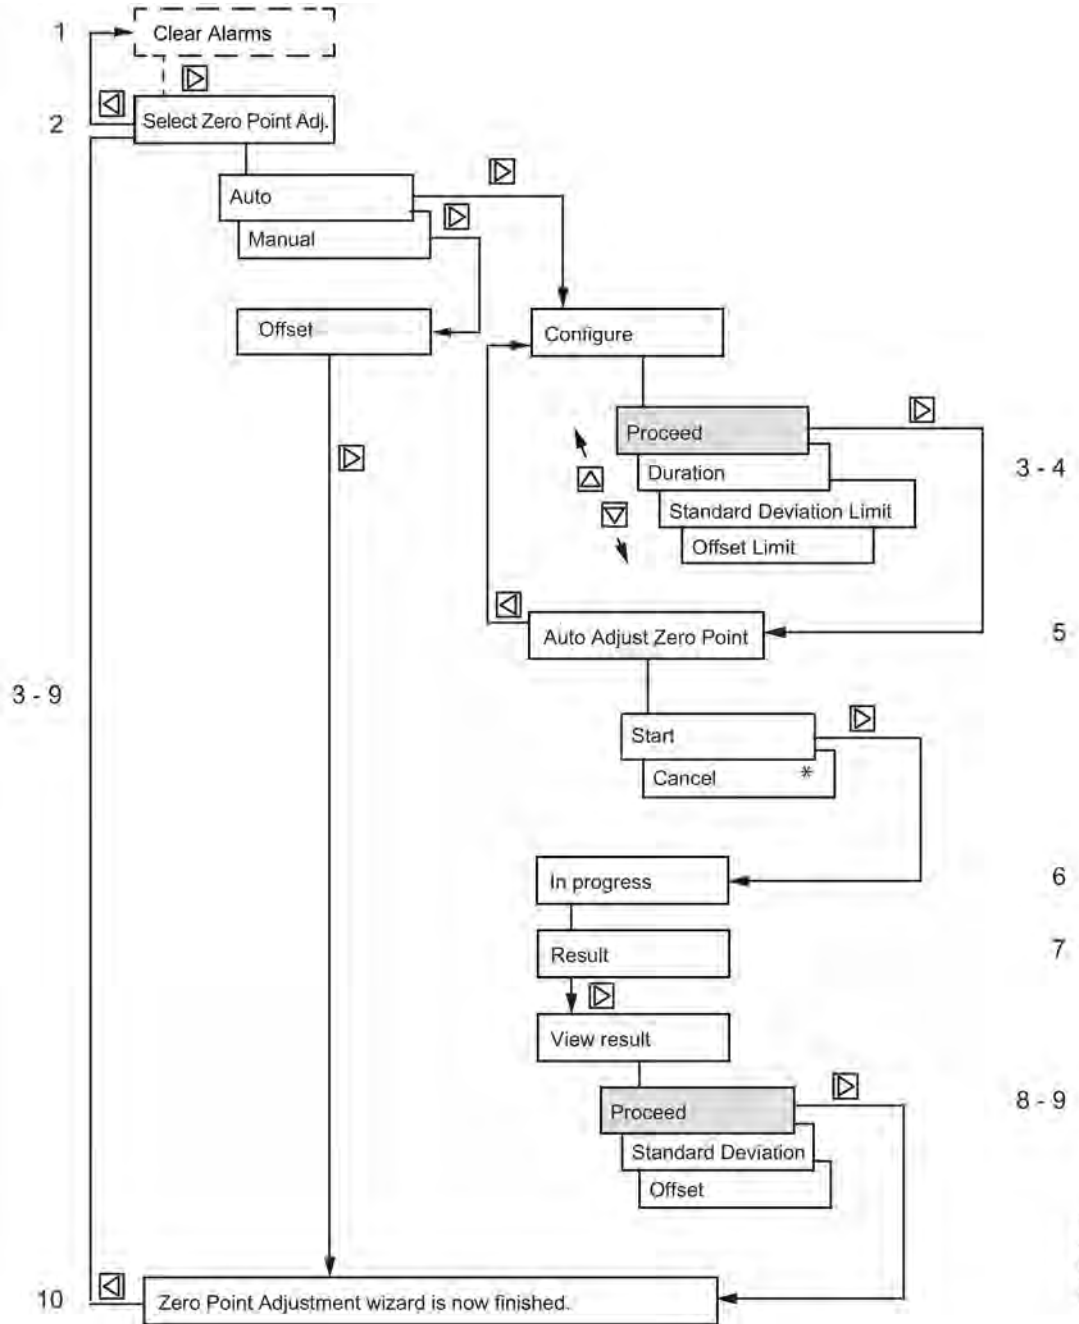 1
Clear Alarms
2
Select Zero Point Adj.
Auto
Manual
Offset
Configure
Proceed
Duration
Standard Deviation Limit
Offset Limit
3 - 4
Auto Adjust Zero Point
5
3 - 9
Start
Cancel *
In progress
6
Result
7
View result
Proceed
8 - 9
Standard Deviation
Offset
10
Zero Point Adjustment wizard is now finished.